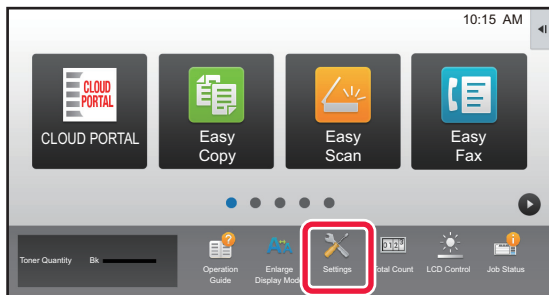 10:15 AM
CLOUD
PORTAL
CLOUD PORTAL
Easy
Copy
Easy
Scan
Easy
Fax
Toner Quantity
Bk
Operation
Guide
Enlarge
Display Mode
Settings
Total Count
LCD Control
Job Status